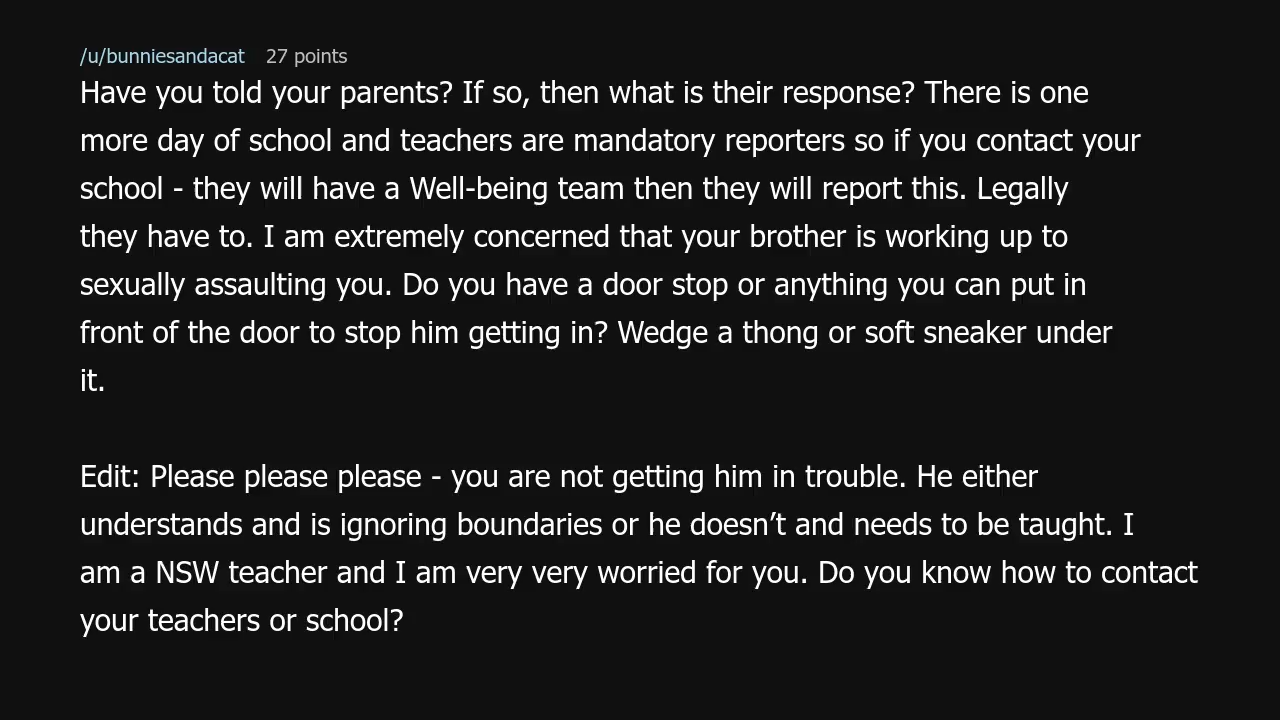 /u/bunniesandacat 27 points
Have you told your parents? If so, then what is their response? There is one
more day of school and teachers are mandatory reporters so if you contact your
school - they will have a Well-being team then they will report this. Legally
they have to. I am extremely concerned that your brother is working up to
sexually assaulting you. Do you have a door stop or anything you can put in
front of the door to stop him getting in? Wedge a thong or soft sneaker under
it.
Edit: Please please please - you are not getting him in trouble. He either
understands and is ignoring boundaries or he doesn’t and needs to be taught. I
am a NSW teacher and I am very very worried for you. Do you know how to contact
your teachers or school?